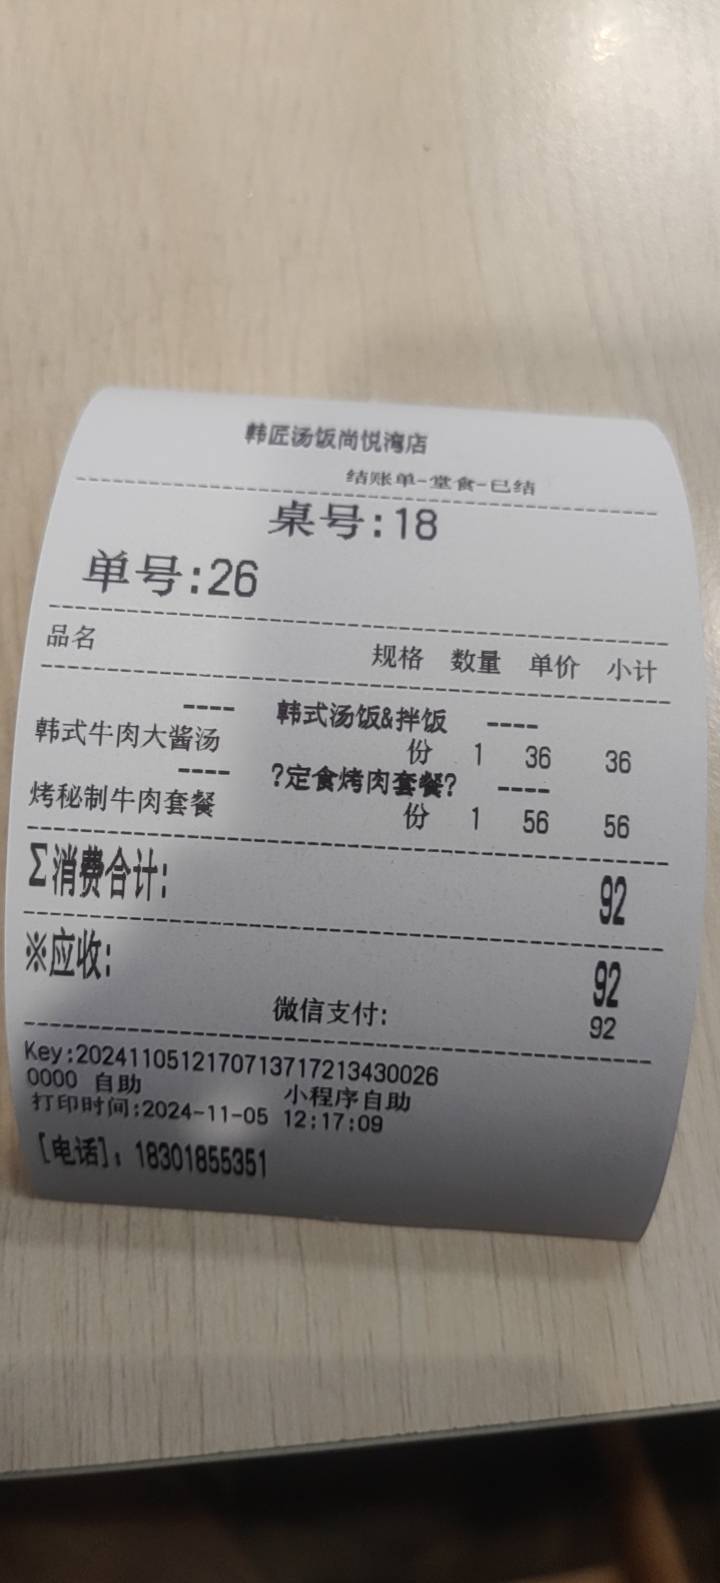 韩匠汤饭尚悦湾店
结账单-堂食-已结
桌号:18
单号:26
品名 规格 数量 单价 小计
---- 韩式汤饭&拌饭 ----
韩式牛肉大酱汤 份 1 36 36
---- ?定食烤肉套餐? ----
烤秘制牛肉套餐 份 1 56 56
Σ消费合计: 92
※应收: 92
微信支付: 92
Key:2024110512170713717213430026
0000 自助 小程序自助
打印时间:2024-11-05 12:17:09
[电话]: 18301855351